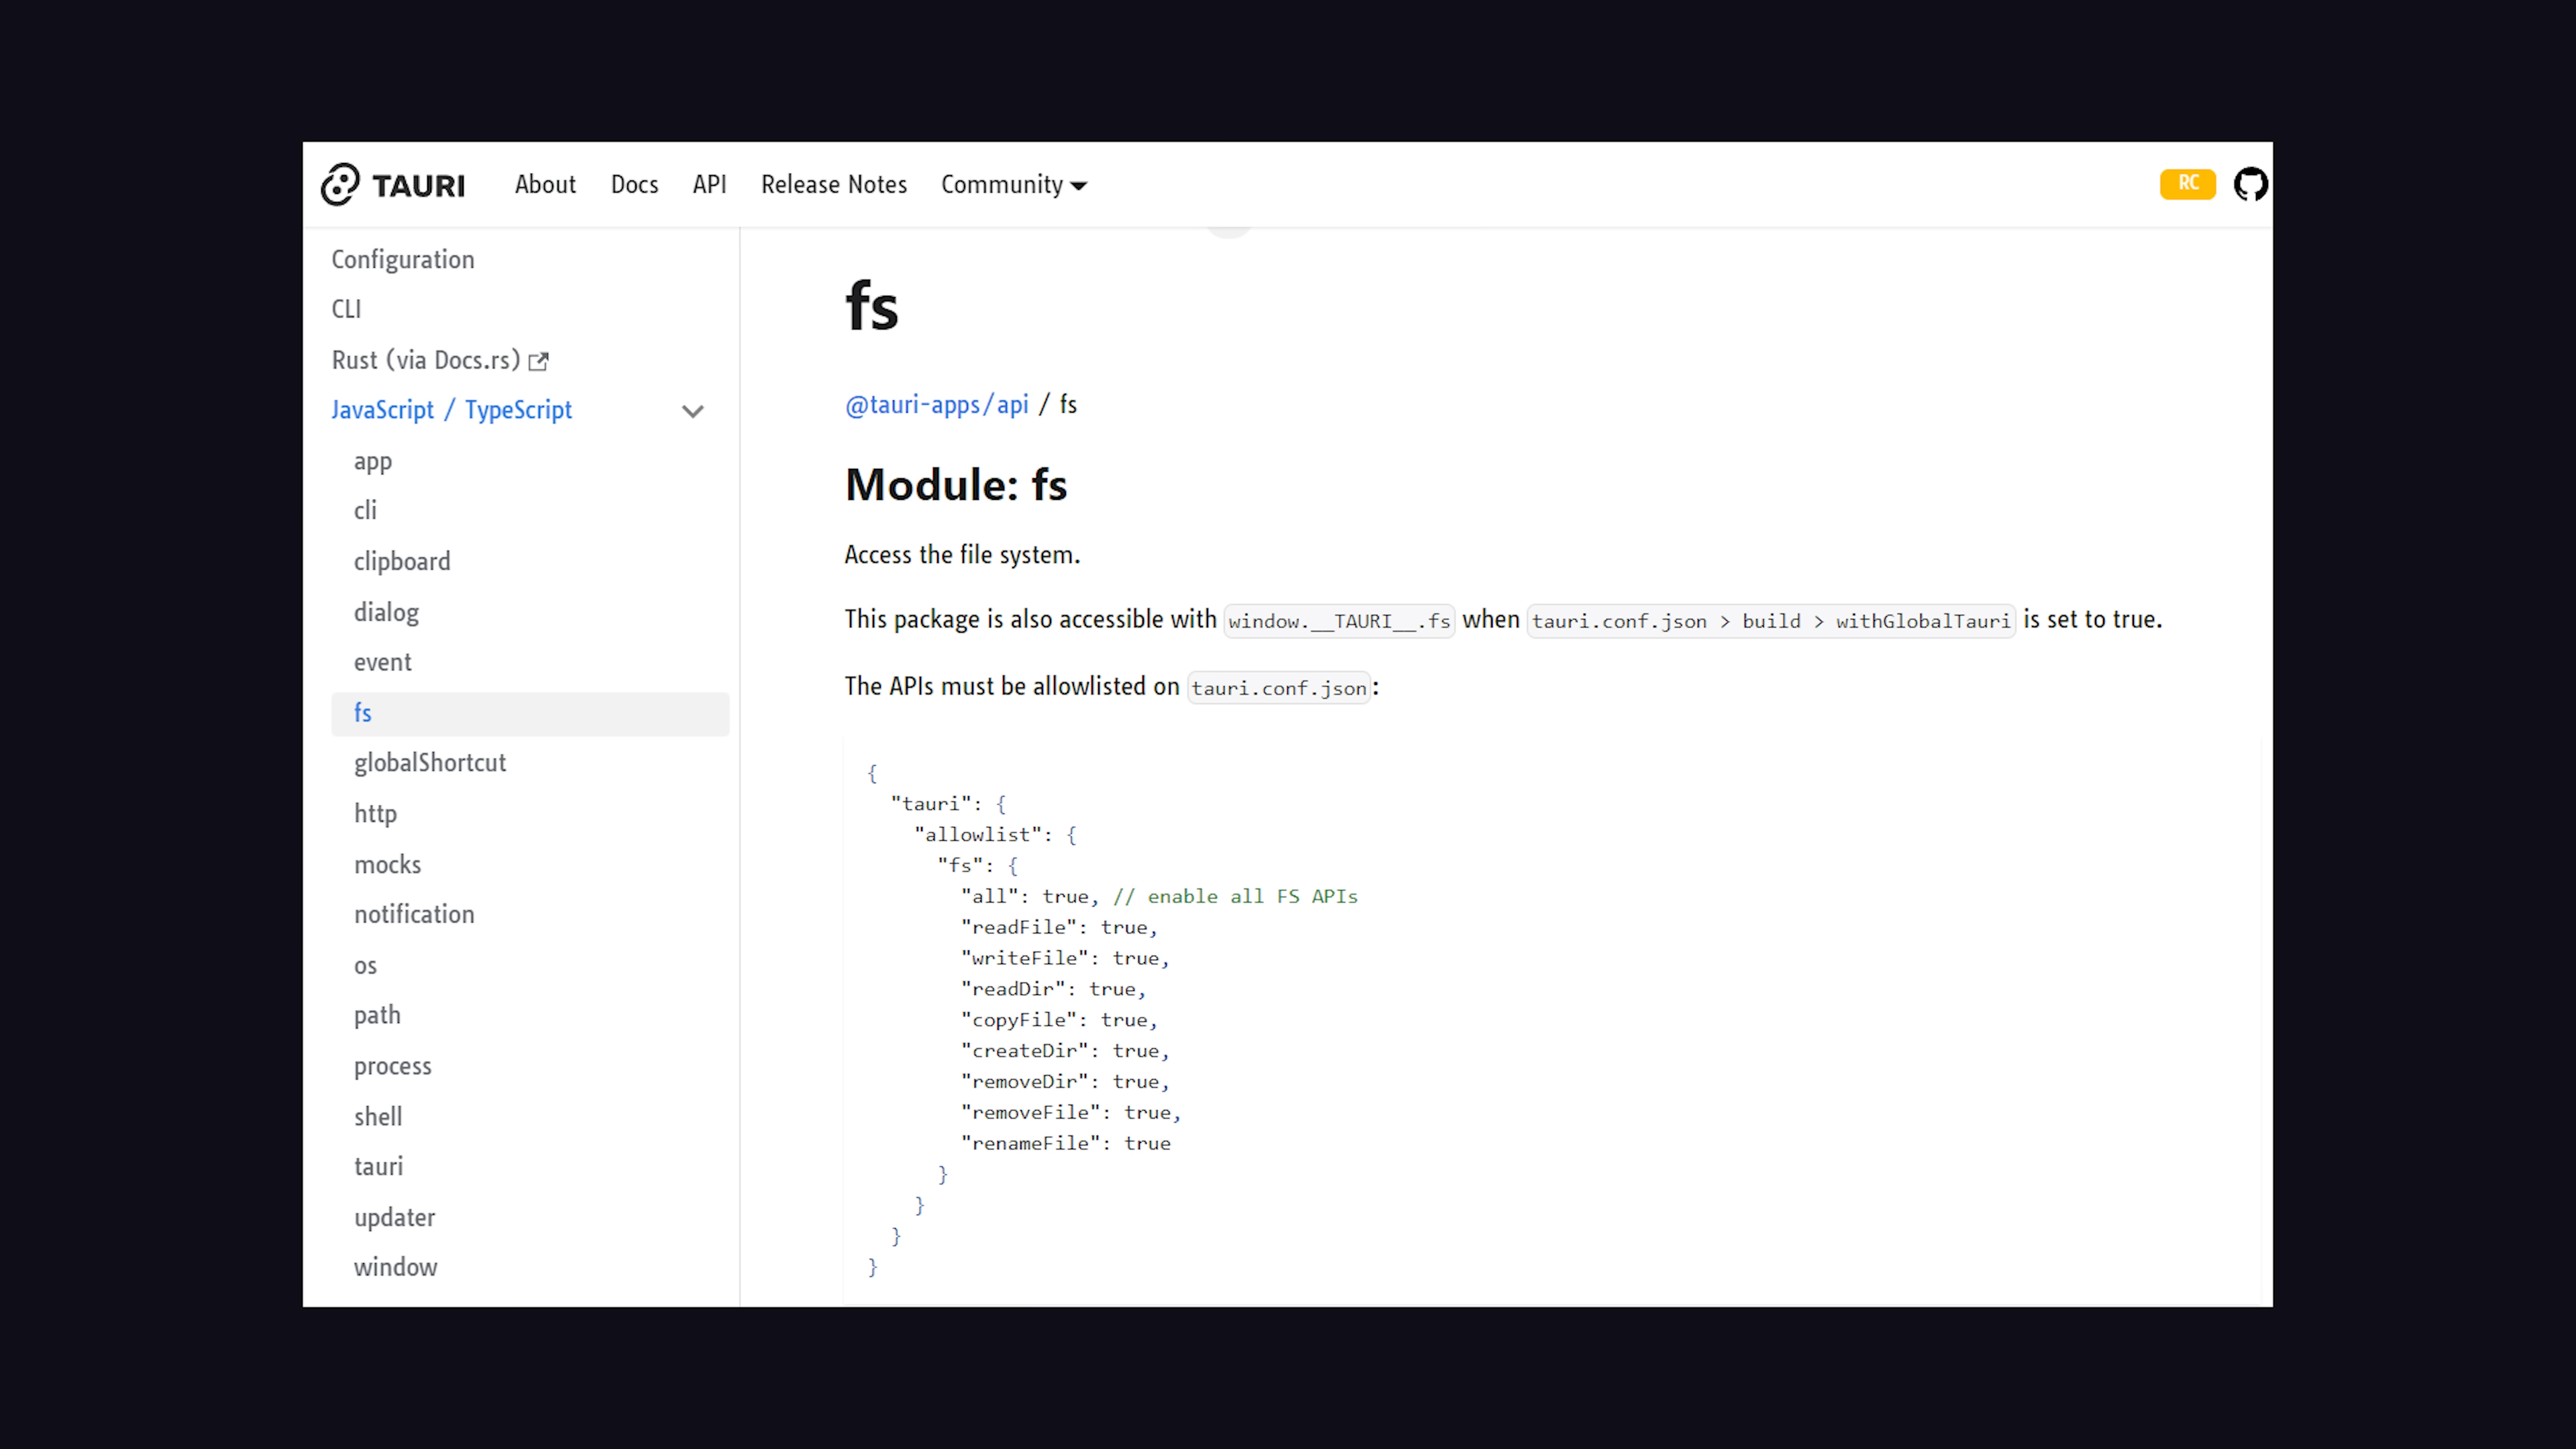 TAURI
About Docs API Release Notes Community
RC
Configuration
CLI
Rust (via Docs.rs)
JavaScript / TypeScript
app
cli
clipboard
dialog
event
fs
globalShortcut
http
mocks
notification
os
path
process
shell
tauri
updater
window
fs
@tauri-apps/api / fs
Module: fs
Access the file system.
This package is also accessible with window.__TAURI__.fs when tauri.conf.json > build > withGlobalTauri is set to true.
The APIs must be allowlisted on tauri.conf.json:
{
  "tauri": {
    "allowlist": {
      "fs": {
        "all": true, // enable all FS APIs
        "readFile": true,
        "writeFile": true,
        "readDir": true,
        "copyFile": true,
        "createDir": true,
        "removeDir": true,
        "removeFile": true,
        "renameFile": true
      }
    }
  }
}